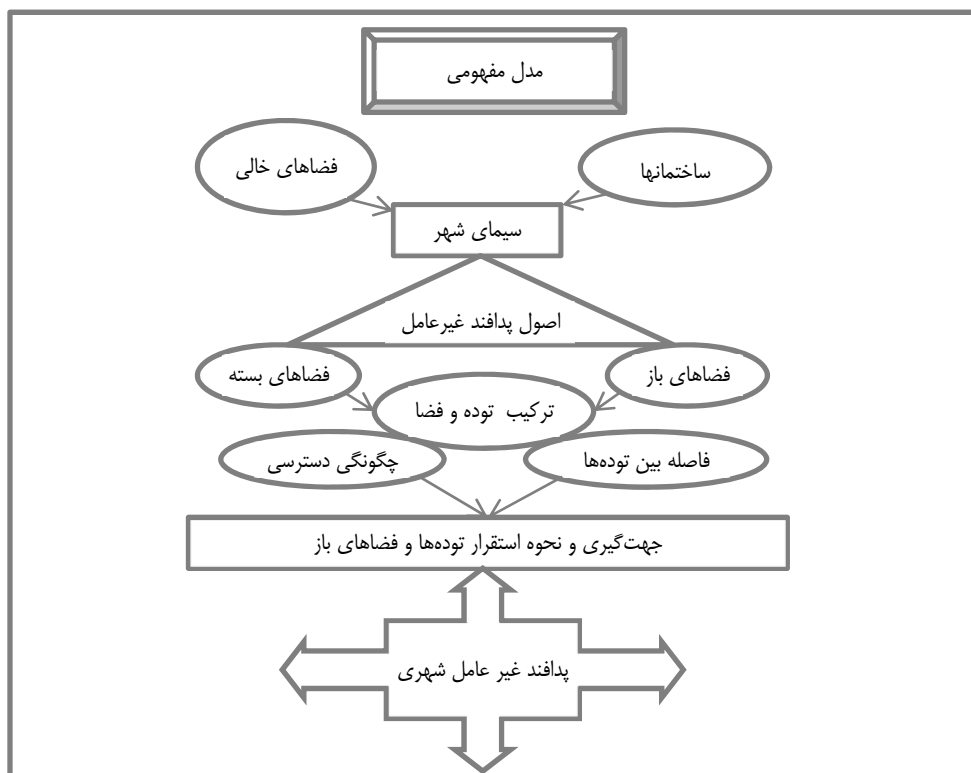 مدل مفهومی
ساختمانها
فضاهای خالی
سیمای شهر
اصول پدافند غیرعامل
فضاهای باز
فضاهای بسته
ترکیب توده و فضا
فاصله بین توده‌ها
چگونگی دسترسی
جهت‌گیری و نحوه استقرار توده‌ها و فضاهای باز
پدافند غیر عامل شهری